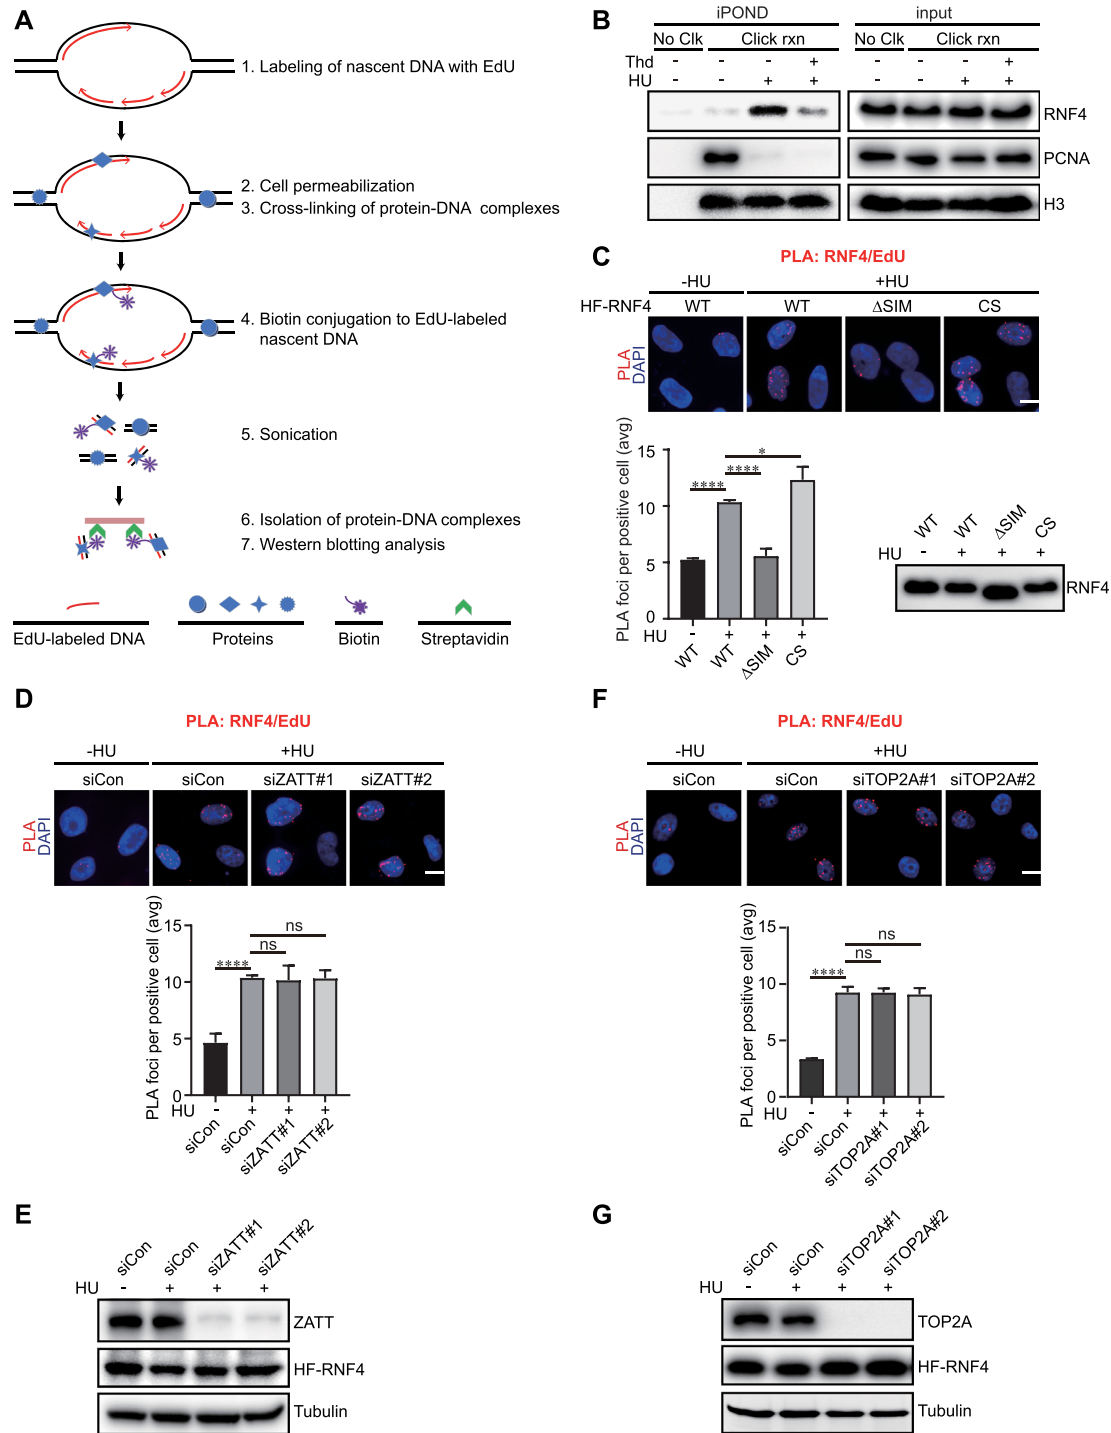 A
1. Labeling of nascent DNA with EdU
2. Cell permeabilization
3. Cross-linking of protein-DNA complexes
4. Biotin conjugation to EdU-labeled
nascent DNA
5. Sonication
6. Isolation of protein-DNA complexes
7. Western blotting analysis
EdU-labeled DNA Proteins Biotin Streptavidin
B
iPOND input
No Clk Click rxn No Clk Click rxn
Thd + +
HU - - + + - - + +
RNF4
PCNA
H3
C
PLA: RNF4/EdU
-HU +HU
HF-RNF4 WT WT ΔSIM CS
PLA
DAPI
PLA foci per positive cell (avg)
15
10
5
0
**** **** *
HU - + + +
WT WT ΔSIM CS
WT WT ΔSIM CS
HU - + + +
RNF4
D
PLA: RNF4/EdU
-HU +HU
siCon siCon siZATT#1 siZATT#2
PLA
DAPI
PLA foci per positive cell (avg)
15
10
5
0
**** ns ns
HU - + + +
siCon siCon siZATT#1 siZATT#2
E
siCon siCon siZATT#1 siZATT#2
HU - + + +
ZATT
HF-RNF4
Tubulin
F
PLA: RNF4/EdU
-HU +HU
siCon siCon siTOP2A#1 siTOP2A#2
PLA
DAPI
PLA foci per positive cell (avg)
15
10
5
0
**** ns ns
HU - + + +
siCon siCon siTOP2A#1 siTOP2A#2
G
siCon siCon siTOP2A#1 siTOP2A#2
HU - + + +
TOP2A
HF-RNF4
Tubulin